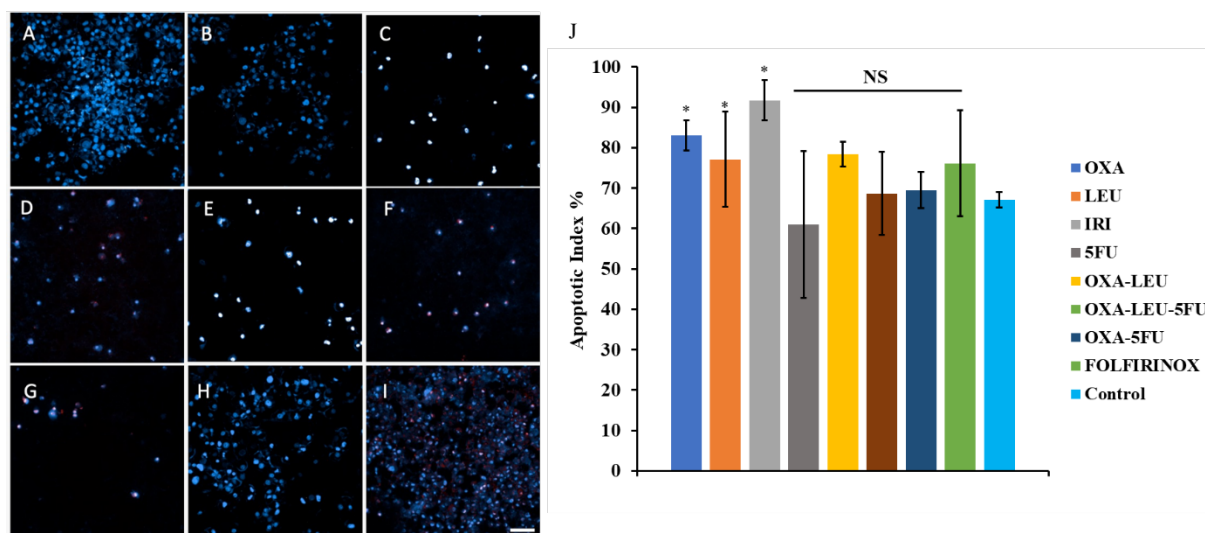 A
B
C
D
E
F
G
H
I
J
Apoptotic Index %
100
90
80
70
60
50
40
30
20
10
0
*
*
*
NS
OXA
LEU
IRI
5FU
OXA-LEU
OXA-LEU-5FU
OXA-5FU
FOLFIRINOX
Control